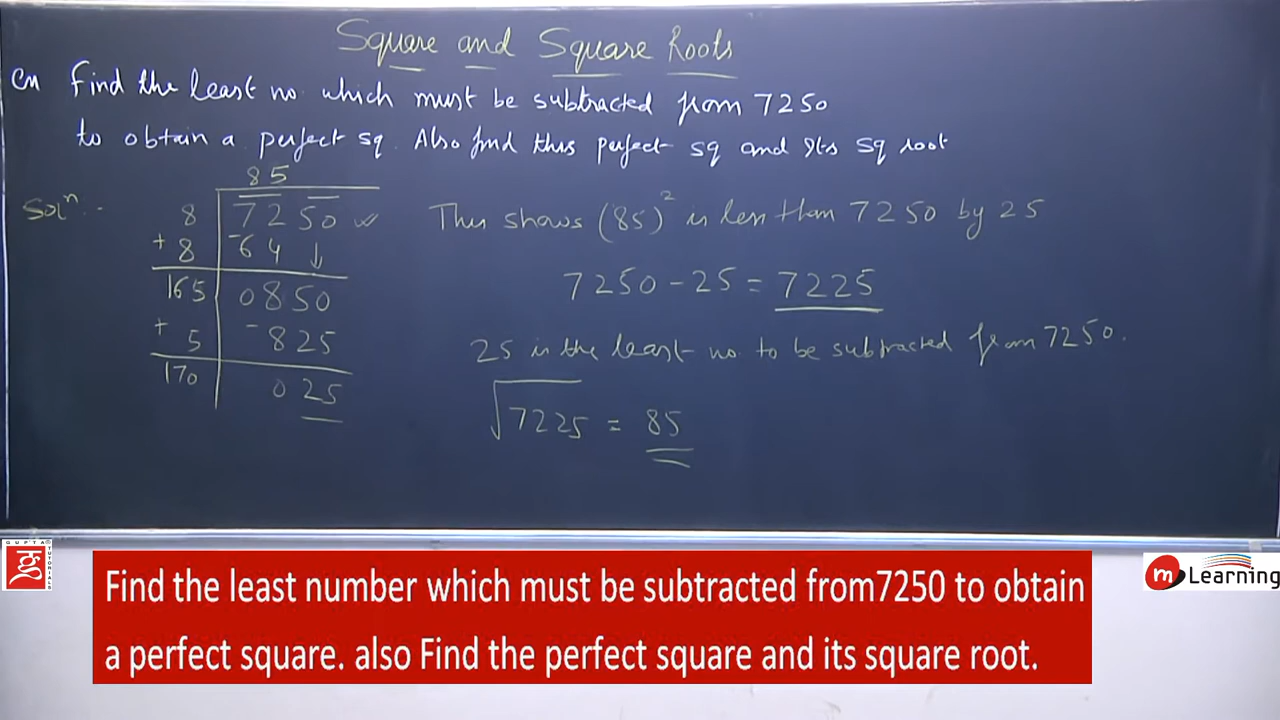 Square and Square Roots
Qn Find the least no. which must be subtracted from 7250
to obtain a perfect sq. Also find this perfect sq and its sq root
Solⁿ :-
85
8 7250
+8 -64 ↓
165 0850
+5 -825
170 025
This shows (85)² is less than 7250 by 25
7250 - 25 = 7225
25 is the least no. to be subtracted from 7250.
√7225 = 85
GUPTA TUTORIALS
m Learning
Find the least number which must be subtracted from7250 to obtain
a perfect square. also Find the perfect square and its square root.